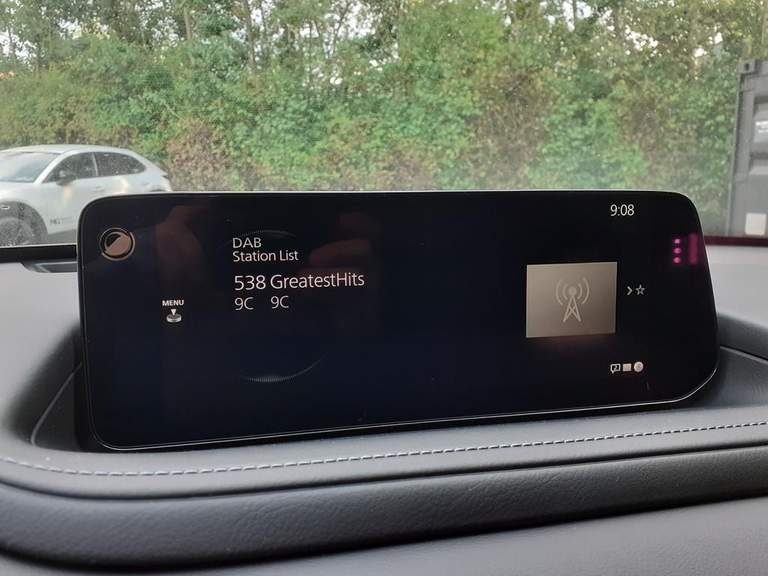 9:08
DAB
Station List
538 GreatestHits
9C 9C
MENU